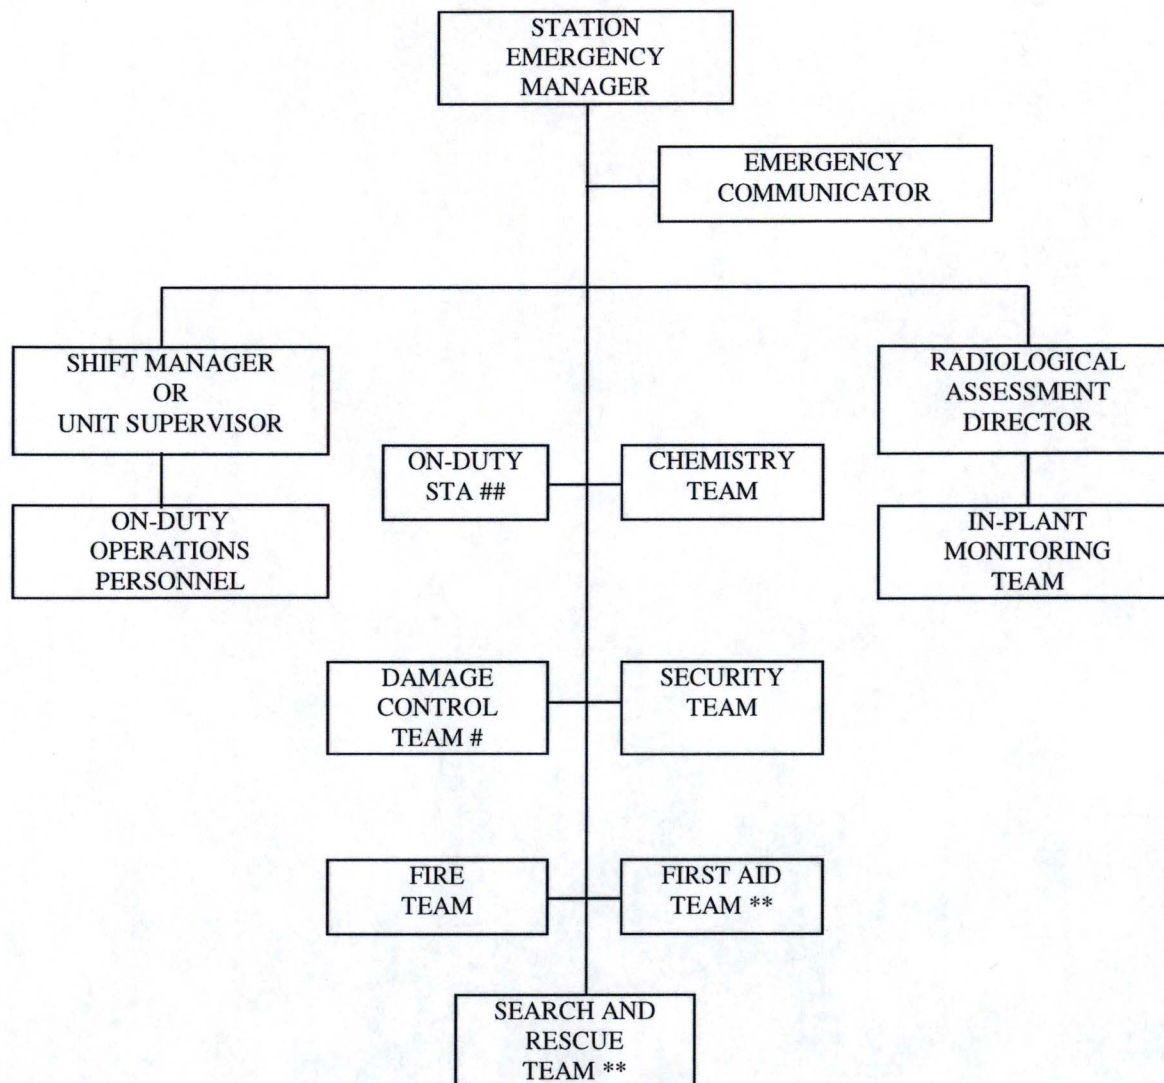 STATION
EMERGENCY
MANAGER
EMERGENCY
COMMUNICATOR
SHIFT MANAGER
OR
UNIT SUPERVISOR
RADIOLOGICAL
ASSESSMENT
DIRECTOR
ON-DUTY
STA ##
CHEMISTRY
TEAM
ON-DUTY
OPERATIONS
PERSONNEL
IN-PLANT
MONITORING
TEAM
DAMAGE
CONTROL
TEAM #
SECURITY
TEAM
FIRE
TEAM
FIRST AID
TEAM **
SEARCH AND
RESCUE
TEAM **